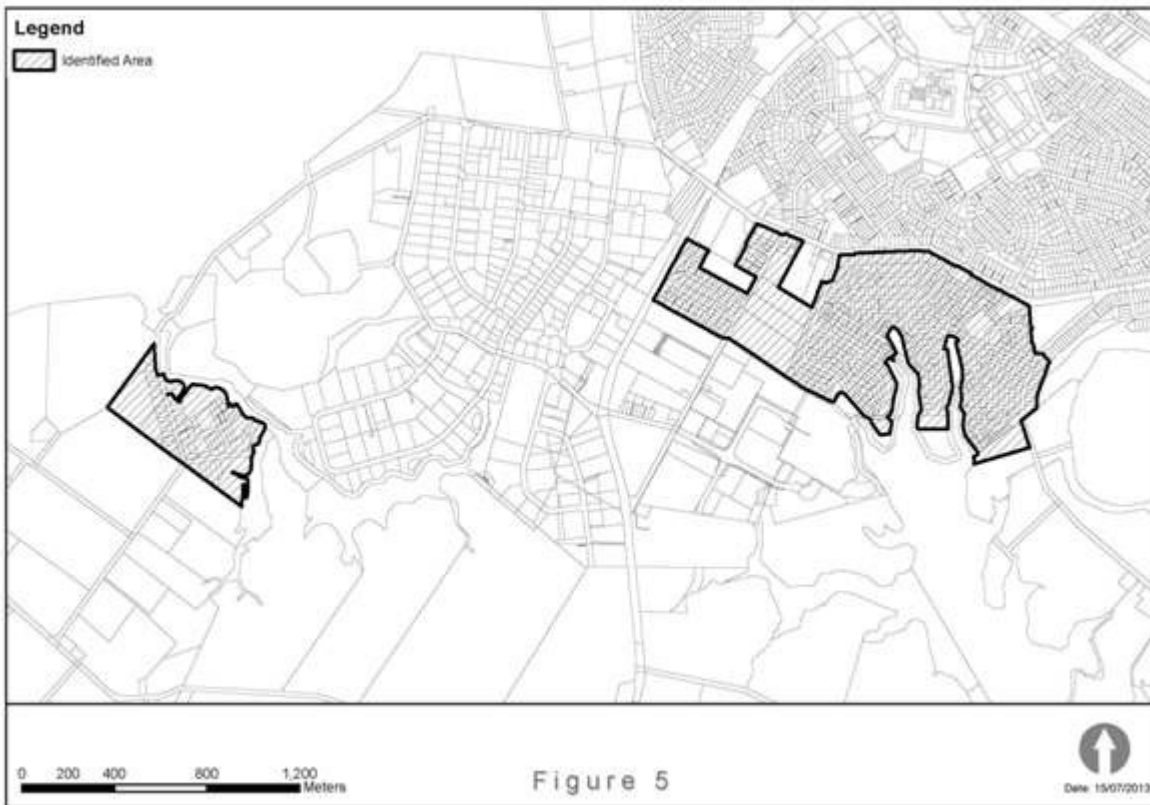 Legend
Identified Area
0 200 400 800 1,200
Meters
Figure 5
Date: 15/07/2013